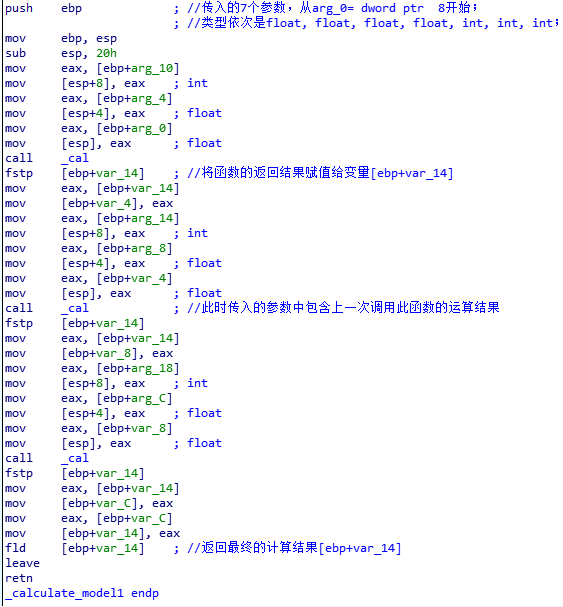 push    ebp             ; //传入的7个参数，从arg_0= dword ptr  8开始；
                        ; //类型依次是float, float, float, float, int, int, int；
mov     ebp, esp
sub     esp, 20h
mov     eax, [ebp+arg_10]
mov     [esp+8], eax    ; int
mov     eax, [ebp+arg_4]
mov     [esp+4], eax    ; float
mov     eax, [ebp+arg_0]
mov     [esp], eax      ; float
call    _cal
fstp    [ebp+var_14]    ; //将函数的返回结果赋值给变量[ebp+var_14]
mov     eax, [ebp+var_14]
mov     [ebp+var_4], eax
mov     eax, [ebp+arg_14]
mov     [esp+8], eax    ; int
mov     eax, [ebp+arg_8]
mov     [esp+4], eax    ; float
mov     eax, [ebp+var_4]
mov     [esp], eax      ; float
call    _cal            ; //此时传入的参数中包含上一次调用此函数的运算结果
fstp    [ebp+var_14]
mov     eax, [ebp+var_14]
mov     [ebp+var_8], eax
mov     eax, [ebp+arg_18]
mov     [esp+8], eax    ; int
mov     eax, [ebp+arg_C]
mov     [esp+4], eax    ; float
mov     eax, [ebp+var_8]
mov     [esp], eax      ; float
call    _cal
fstp    [ebp+var_14]
mov     eax, [ebp+var_14]
mov     [ebp+var_C], eax
mov     eax, [ebp+var_C]
mov     [ebp+var_14], eax
fld     [ebp+var_14]    ; //返回最终的计算结果[ebp+var_14]
leave
retn
_calculate_model1 endp